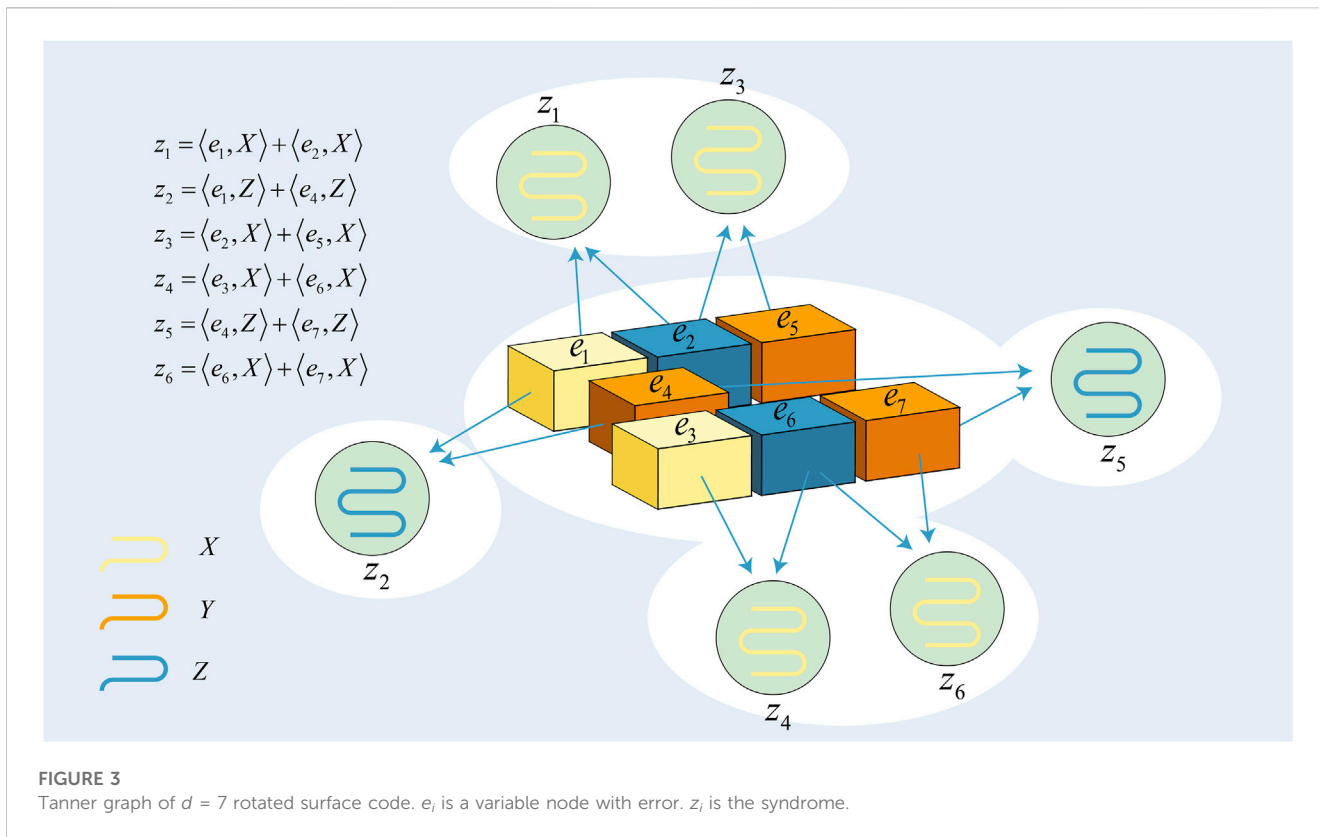 z₁ = ⟨e₁, X⟩ + ⟨e₂, X⟩
z₂ = ⟨e₁, Z⟩ + ⟨e₄, Z⟩
z₃ = ⟨e₂, X⟩ + ⟨e₅, X⟩
z₄ = ⟨e₃, X⟩ + ⟨e₆, X⟩
z₅ = ⟨e₄, Z⟩ + ⟨e₇, Z⟩
z₆ = ⟨e₆, X⟩ + ⟨e₇, X⟩
z₁
z₃
e₁
e₂
e₅
e₄
e₃
e₆
e₇
z₅
z₂
z₄
z₆
X
Y
Z
FIGURE 3
Tanner graph of d = 7 rotated surface code. eᵢ is a variable node with error. zᵢ is the syndrome.